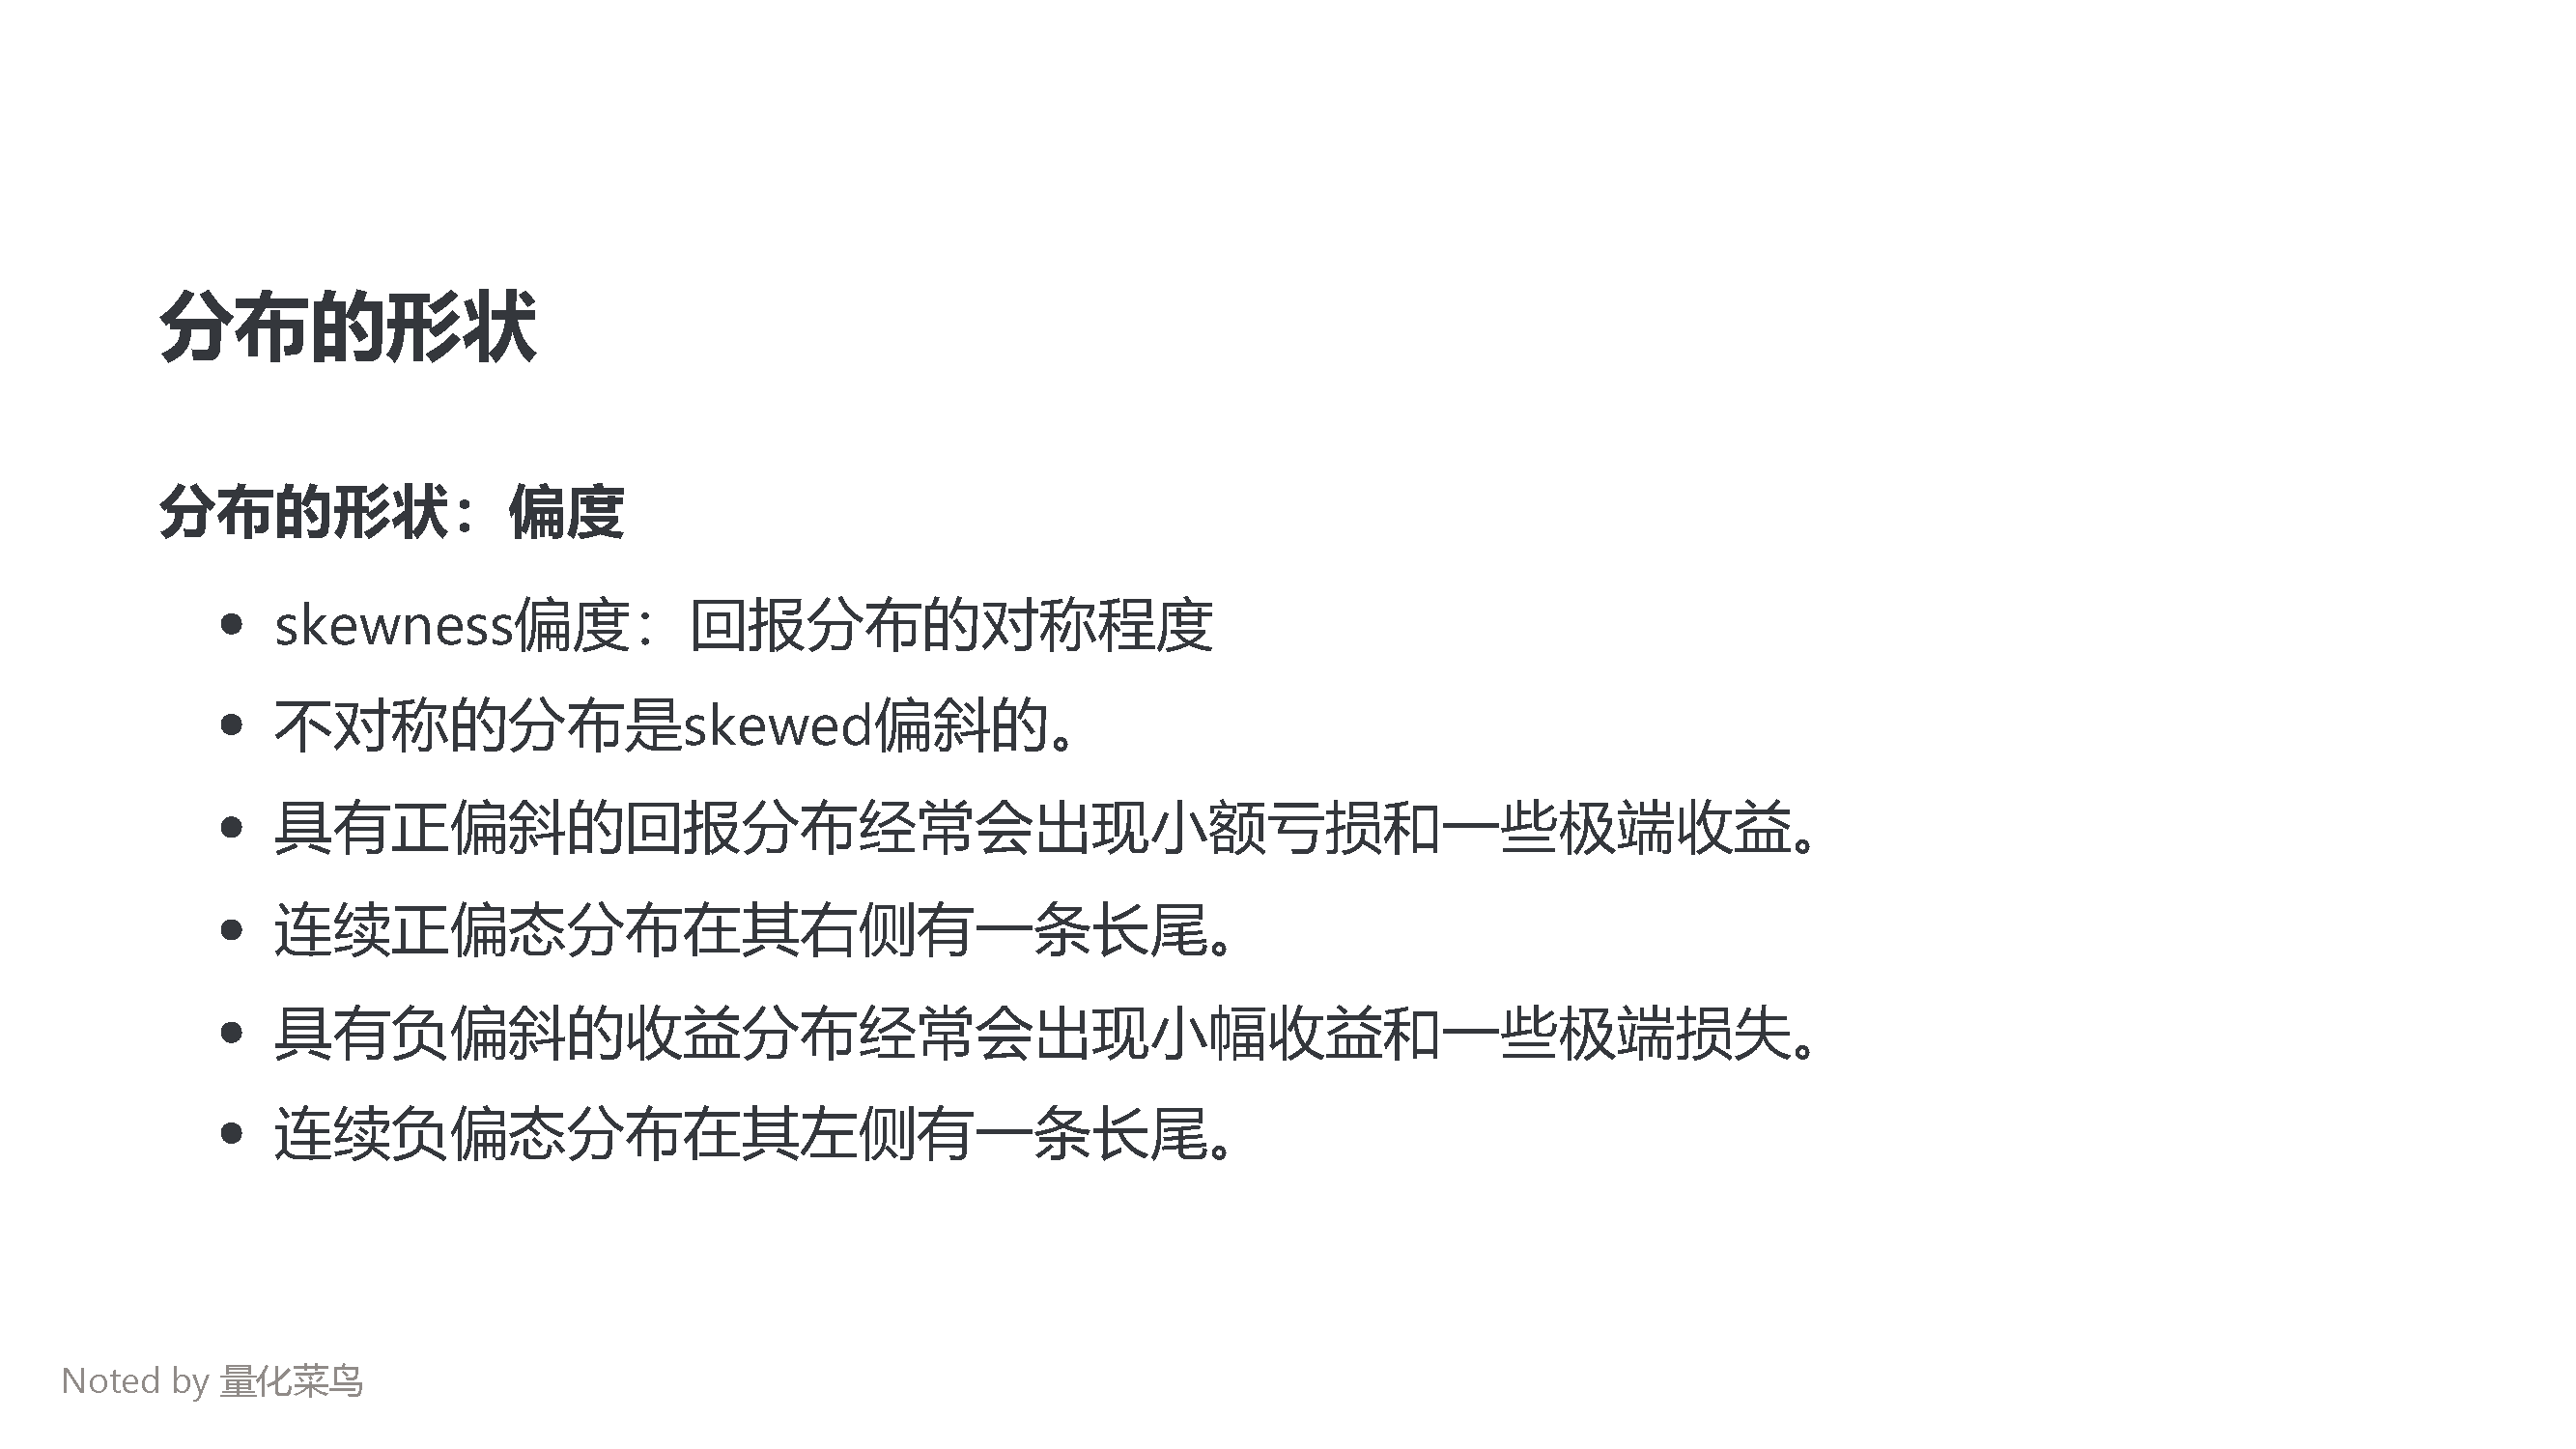 分布的形状
分布的形状：偏度
skewness偏度：回报分布的对称程度
不对称的分布是skewed偏斜的。
具有正偏斜的回报分布经常会出现小额亏损和一些极端收益。
连续正偏态分布在其右侧有一条长尾。
具有负偏斜的收益分布经常会出现小幅收益和一些极端损失。
连续负偏态分布在其左侧有一条长尾。
Noted by 量化菜鸟